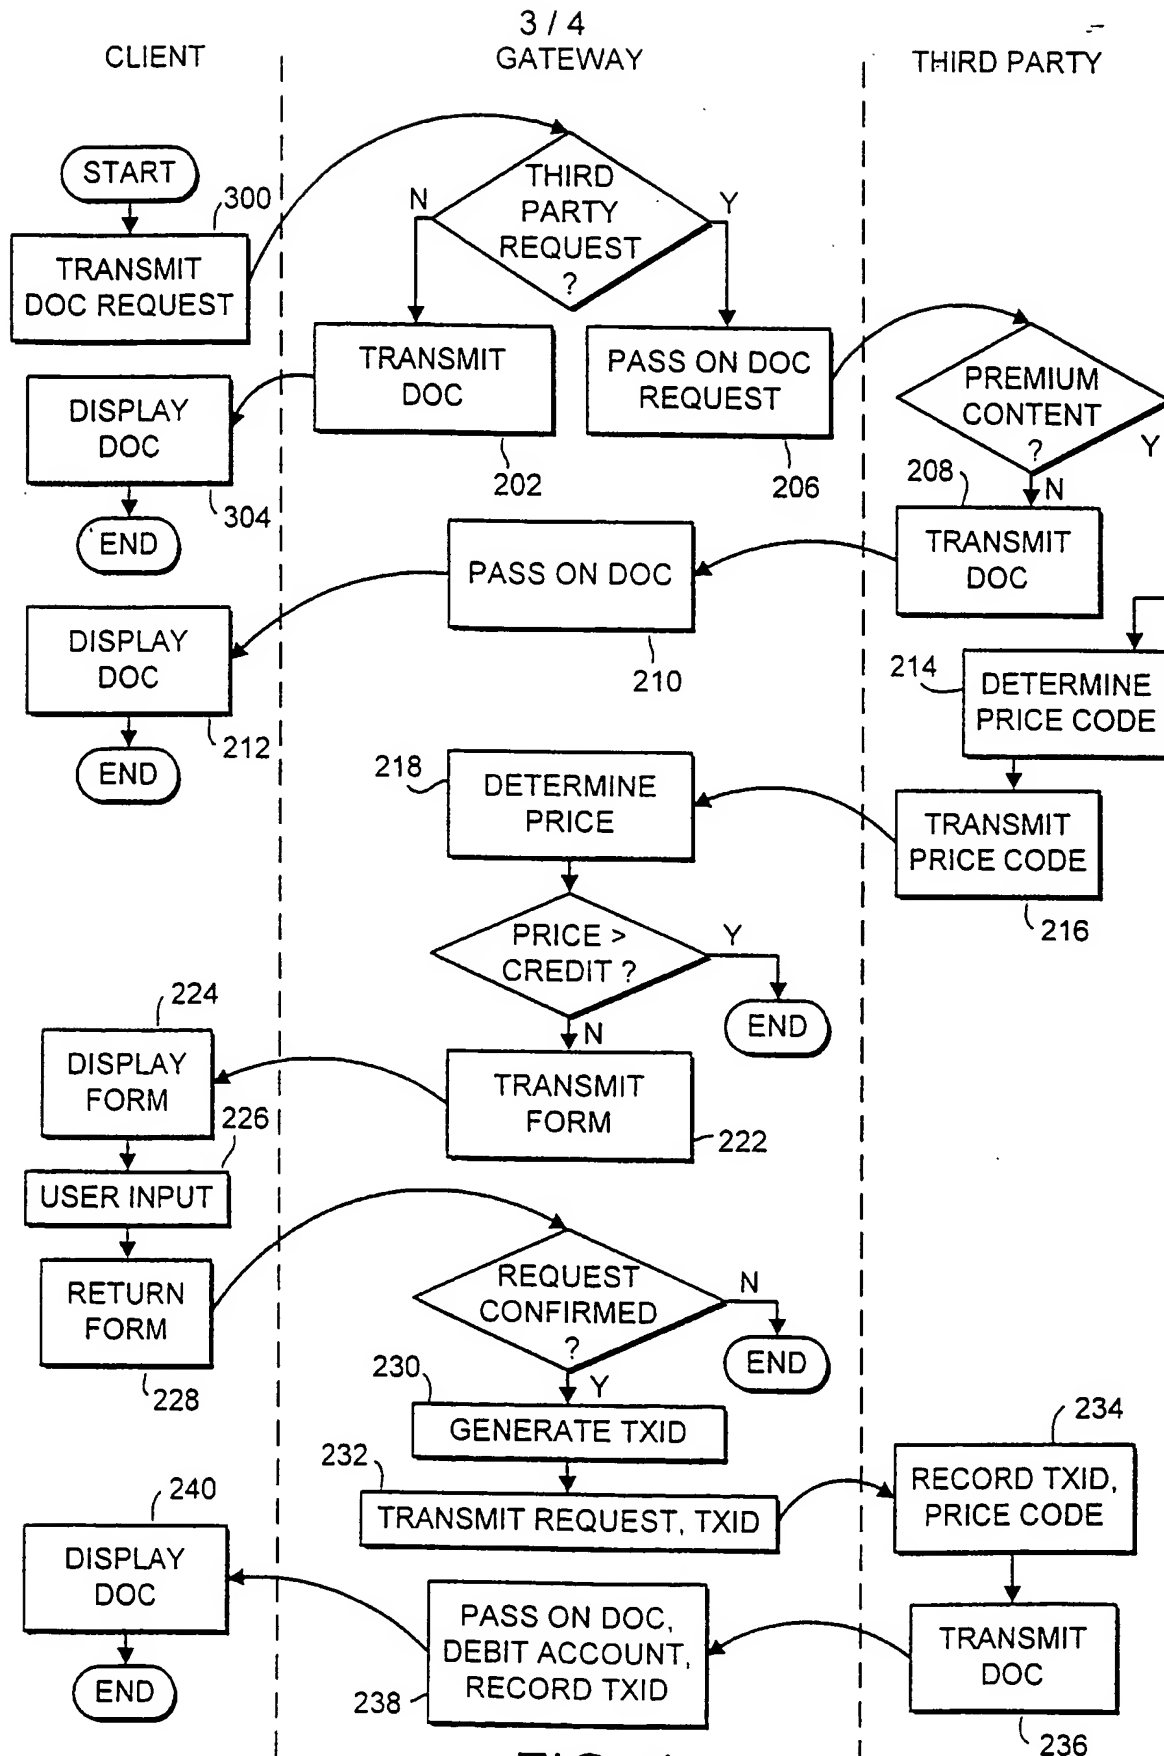 3 / 4
CLIENT
GATEWAY
THIRD PARTY
START
300
TRANSMIT
DOC REQUEST
THIRD
PARTY
REQUEST
?
N
Y
TRANSMIT
DOC
202
PASS ON DOC
REQUEST
206
PREMIUM
CONTENT
?
Y
N
DISPLAY
DOC
304
END
208
TRANSMIT
DOC
PASS ON DOC
210
DISPLAY
DOC
212
END
214
DETERMINE
PRICE CODE
218
DETERMINE
PRICE
TRANSMIT
PRICE CODE
216
PRICE >
CREDIT ?
Y
END
N
224
DISPLAY
FORM
TRANSMIT
FORM
222
226
USER INPUT
RETURN
FORM
228
REQUEST
CONFIRMED
?
N
END
Y
230
GENERATE TXID
232
TRANSMIT REQUEST, TXID
234
RECORD TXID,
PRICE CODE
240
DISPLAY
DOC
END
PASS ON DOC,
DEBIT ACCOUNT,
RECORD TXID
238
TRANSMIT
DOC
236